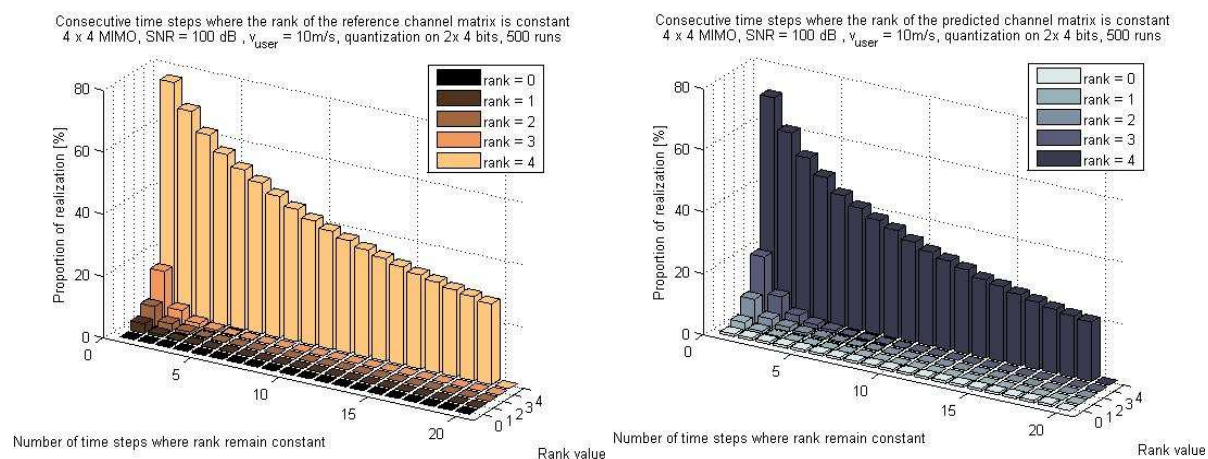 Consecutive time steps where the rank of the reference channel matrix is constant
4 x 4 MIMO, SNR = 100 dB , v_user = 10m/s, quantization on 2x 4 bits, 500 runs
rank = 0
rank = 1
rank = 2
rank = 3
rank = 4
Proportion of realization [%]
80
60
40
20
0
0
5
10
15
20
0
1
2
3
4
Number of time steps where rank remain constant
Rank value
Consecutive time steps where the rank of the predicted channel matrix is constant
4 x 4 MIMO, SNR = 100 dB , v_user = 10m/s, quantization on 2x 4 bits, 500 runs
rank = 0
rank = 1
rank = 2
rank = 3
rank = 4
Proportion of realization [%]
80
60
40
20
0
0
5
10
15
20
0
1
2
3
4
Number of time steps where rank remain constant
Rank value